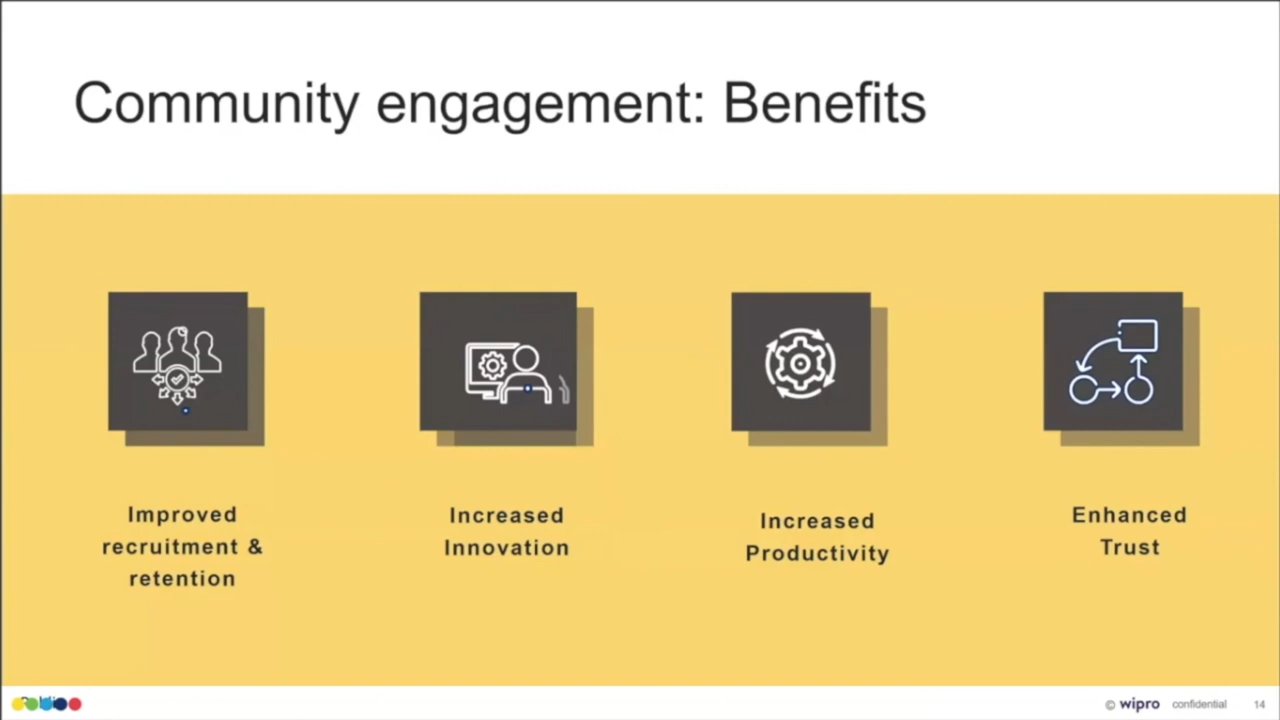 Community engagement: Benefits
Improved
recruitment &
retention
Increased
Innovation
Increased
Productivity
Enhanced
Trust
© wipro confidential 14